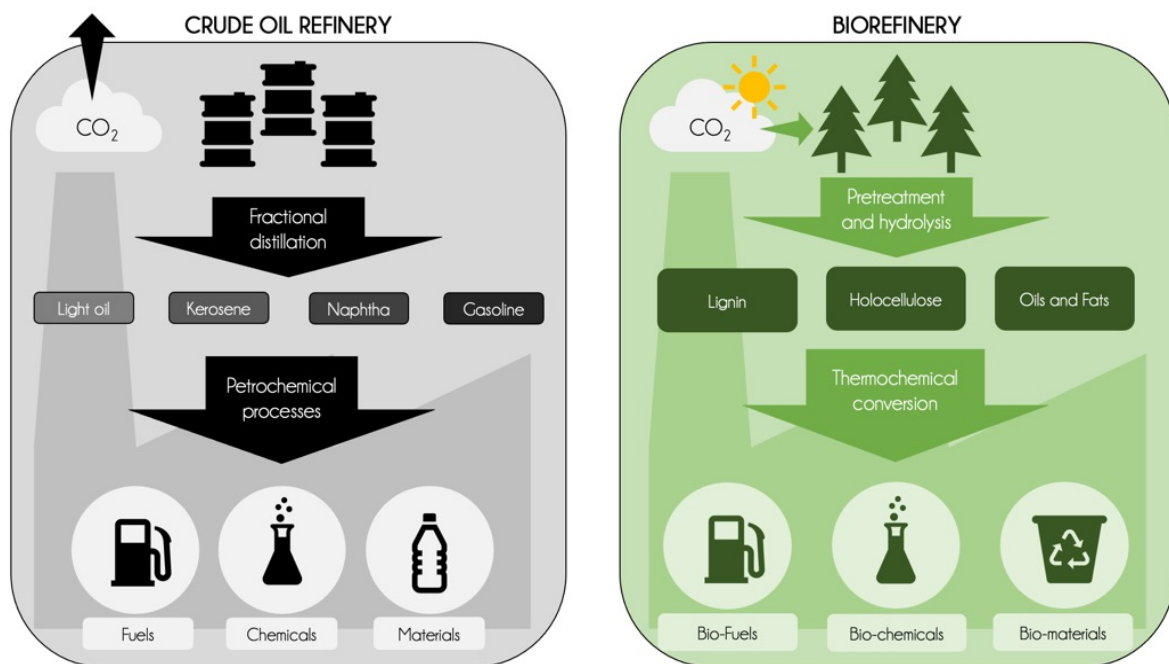 CRUDE OIL REFINERY
CO₂
Fractional
distillation
Light oil
Kerosene
Naphtha
Gasoline
Petrochemical
processes
Fuels
Chemicals
Materials
BIOREFINERY
CO₂
Pretreatment
and hydrolysis
Lignin
Holocellulose
Oils and Fats
Thermochemical
conversion
Bio-Fuels
Bio-chemicals
Bio-materials